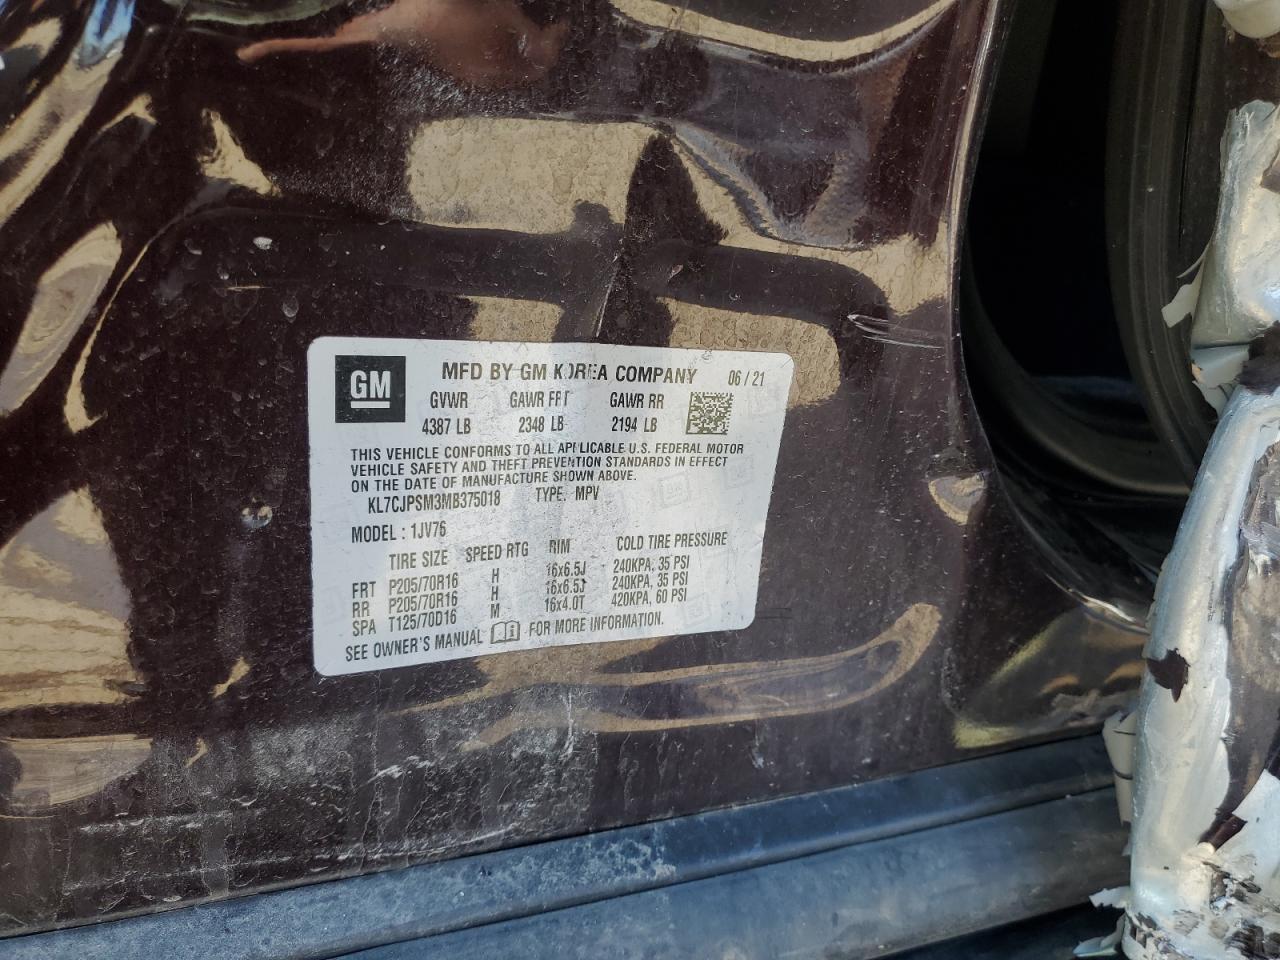 GM
MFD BY GM KOREA COMPANY 06 / 21
GVWR GAWR FRT GAWR RR
4387 LB 2348 LB 2194 LB
THIS VEHICLE CONFORMS TO ALL APPLICABLE U.S. FEDERAL MOTOR
VEHICLE SAFETY AND THEFT PREVENTION STANDARDS IN EFFECT
ON THE DATE OF MANUFACTURE SHOWN ABOVE.
KL7CJPSM3MB375018 TYPE. MPV
MODEL : 1JV76
TIRE SIZE SPEED RTG RIM COLD TIRE PRESSURE
FRT P205/70R16 H 16x6.5J 240KPA, 35 PSI
RR P205/70R16 H 16x6.5J 240KPA, 35 PSI
SPA T125/70D16 M 16x4.0T 420KPA, 60 PSI
SEE OWNER'S MANUAL FOR MORE INFORMATION.